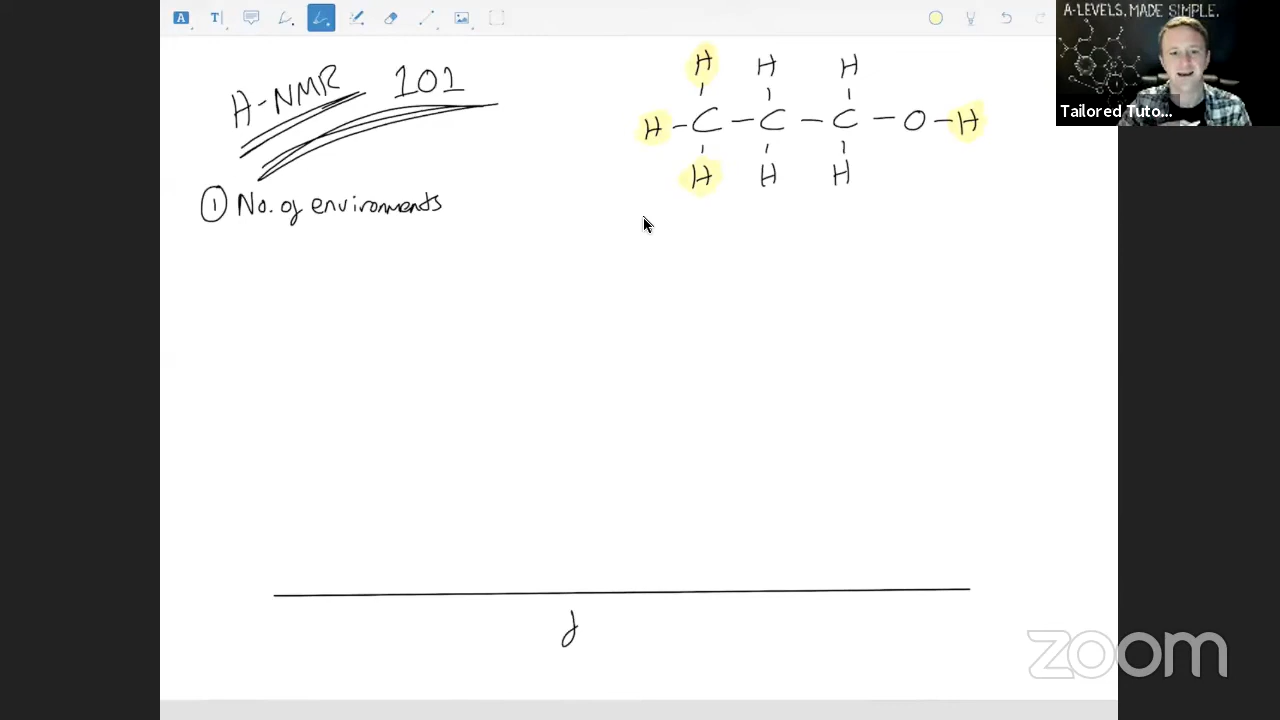 A
T
A-LEVELS. MADE SIMPLE.
Tailored Tuto...
H-NMR 101
① No. of environments
H H H
H-C-C-C-O-H
H H H
δ
zoom